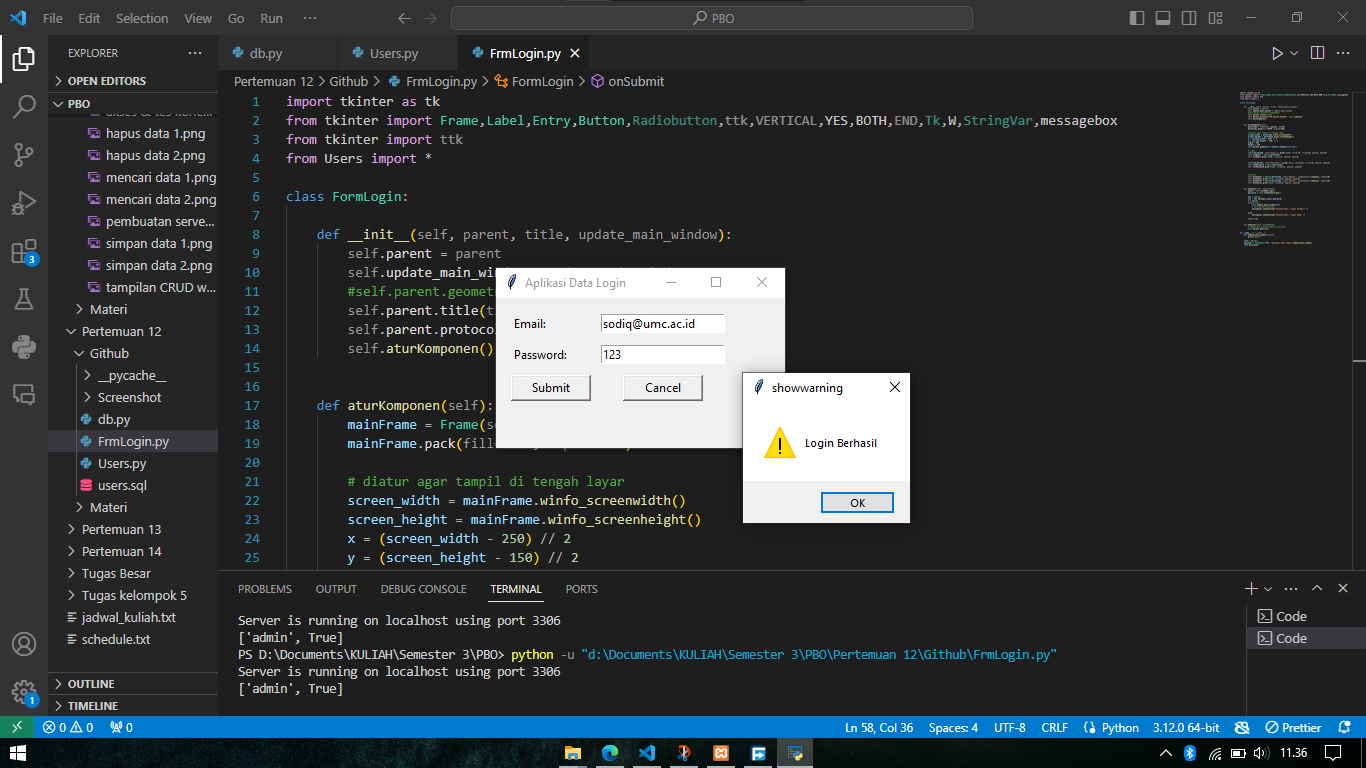 File Edit Selection View Go Run ··· PBO
EXPLORER ···
OPEN EDITORS
PBO
hapus data 1.png
hapus data 2.png
mencari data 1.png
mencari data 2.png
pembuatan serve...
simpan data 1.png
simpan data 2.png
tampilan CRUD w...
Materi
Pertemuan 12
Github
__pycache__
Screenshot
db.py
FrmLogin.py
Users.py
users.sql
Materi
Pertemuan 13
Pertemuan 14
Tugas Besar
Tugas kelompok 5
jadwal_kuliah.txt
schedule.txt
OUTLINE
TIMELINE
3
1
db.py Users.py FrmLogin.py
Pertemuan 12 > Github > FrmLogin.py > FormLogin > onSubmit
1 import tkinter as tk
2 from tkinter import Frame,Label,Entry,Button,Radiobutton,ttk,VERTICAL,YES,BOTH,END,Tk,W,StringVar,messagebox
3 from tkinter import ttk
4 from Users import *
5
6 class FormLogin:
7
8 def __init__(self, parent, title, update_main_window):
9 self.parent = parent
10 self.update_main_win
11 #self.parent.geomet
12 self.parent.title(t
13 self.parent.protoco
14 self.aturKomponen()
15
16
17 def aturKomponen(self):
18 mainFrame = Frame(s
19 mainFrame.pack(fill
20
21 # diatur agar tampil di tengah layar
22 screen_width = mainFrame.winfo_screenwidth()
23 screen_height = mainFrame.winfo_screenheight()
24 x = (screen_width - 250) // 2
25 y = (screen_height - 150) // 2
Aplikasi Data Login
Email: sodiq@umc.ac.id
Password: 123
Submit Cancel
showwarning
Login Berhasil
OK
PROBLEMS OUTPUT DEBUG CONSOLE TERMINAL PORTS
Server is running on localhost using port 3306
['admin', True]
PS D:\Documents\KULIAH\Semester 3\PBO> python -u "d:\Documents\KULIAH\Semester 3\PBO\Pertemuan 12\Github\FrmLogin.py"
Server is running on localhost using port 3306
['admin', True]
Code
Code
0 0 0 Ln 58, Col 36 Spaces: 4 UTF-8 CRLF Python 3.12.0 64-bit Prettier
11.36